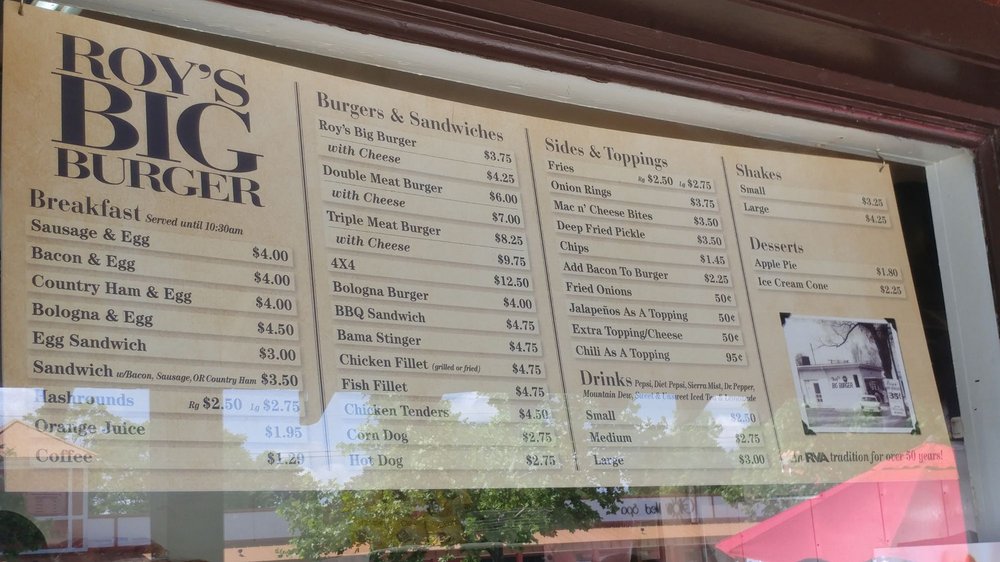 ROY'S
BIG
BURGER
Breakfast Served until 10:30am
Sausage & Egg $4.00
Bacon & Egg $4.00
Country Ham & Egg $4.00
Bologna & Egg $4.50
Egg Sandwich $3.00
Sandwich w/Bacon, Sausage, OR Country Ham $3.50
Hashrounds Rg $2.50 Lg $2.75
Orange Juice $1.95
Coffee
Burgers & Sandwiches
Roy's Big Burger $3.75
with Cheese $4.25
Double Meat Burger $6.00
with Cheese $7.00
Triple Meat Burger $8.25
with Cheese $9.75
4X4 $12.50
Bologna Burger $4.00
BBQ Sandwich $4.75
Bama Stinger $4.75
Chicken Fillet (grilled or fried) $4.75
Fish Fillet $4.75
Chicken Tenders $4.50
Corn Dog $2.75
Hot Dog $2.75
Sides & Toppings
Fries Rg $2.50 Lg $2.75
Onion Rings $3.75
Mac n' Cheese Bites $3.50
Deep Fried Pickle $3.50
Chips $1.45
Add Bacon To Burger $2.25
Fried Onions 50¢
Jalapeños As A Topping 50¢
Extra Topping/Cheese 50¢
Chili As A Topping 95¢
Drinks Pepsi, Diet Pepsi, Sierra Mist, Dr. Pepper,
Mountain Dew, Sweet & Unsweet Iced Tea & Lemonade
Small $2.50
Medium $2.75
Large $3.00
Shakes
Small $3.25
Large $4.25
Desserts
Apple Pie $1.80
Ice Cream Cone $2.25
BIG BURGER
An RVA tradition for over 50 years!